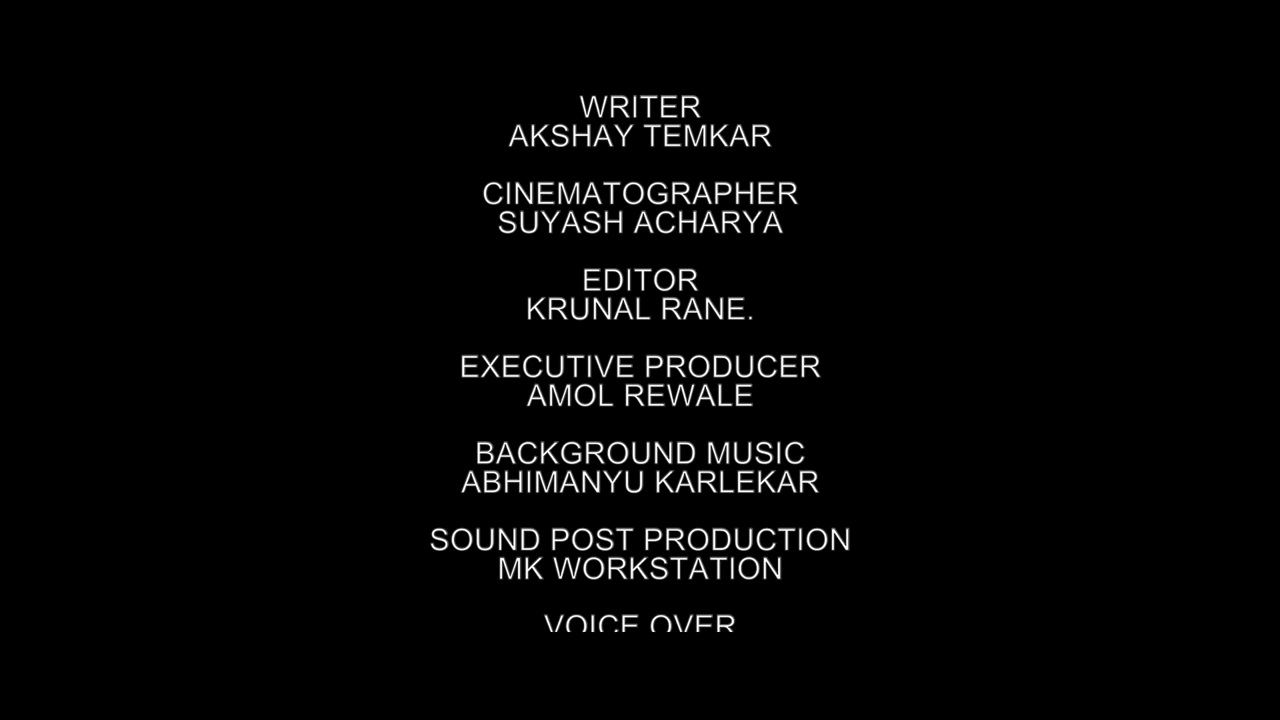 WRITER
AKSHAY TEMKAR
CINEMATOGRAPHER
SUYASH ACHARYA
EDITOR
KRUNAL RANE.
EXECUTIVE PRODUCER
AMOL REWALE
BACKGROUND MUSIC
ABHIMANYU KARLEKAR
SOUND POST PRODUCTION
MK WORKSTATION
VOICE OVER